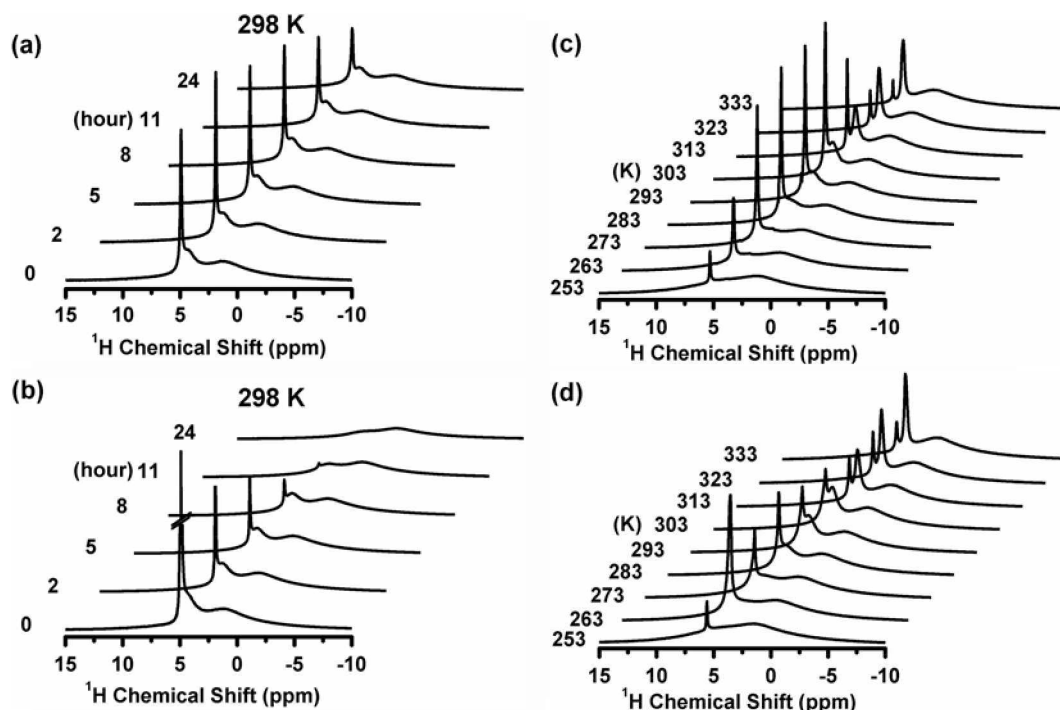 (a)
298 K
24
(hour) 11
8
5
2
0
15 10 5 0 -5 -10
¹H Chemical Shift (ppm)
(c)
333
323
313
(K) 303
293
283
273
263
253
15 10 5 0 -5 -10
¹H Chemical Shift (ppm)
(b)
298 K
24
(hour) 11
8
5
2
0
15 10 5 0 -5 -10
¹H Chemical Shift (ppm)
(d)
333
323
313
(K) 303
293
283
273
263
253
15 10 5 0 -5 -10
¹H Chemical Shift (ppm)